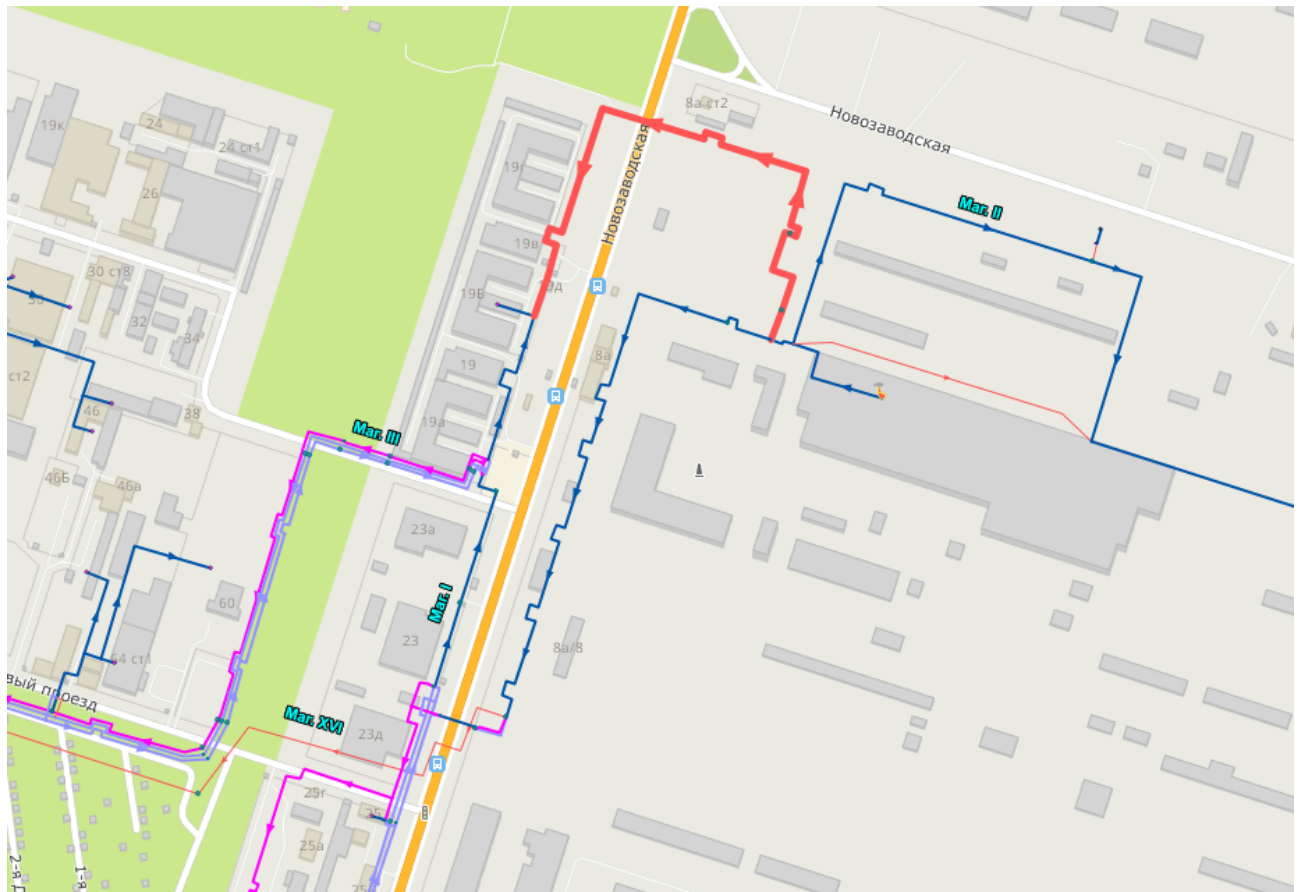 8а ст2
Новозаводская
19к
24
24 ст1
26
19г
Маг. II
Новозаводская
19в
30 ст8
19Б
19д
32
34
8а
19
ст2
46
38
19а
Маг. III
46Б
46а
23а
60
Маг. I
23
8а/8
64 ст1
вый проезд
Маг. XVI
23д
25г
25
25а
2-я Д
1-я